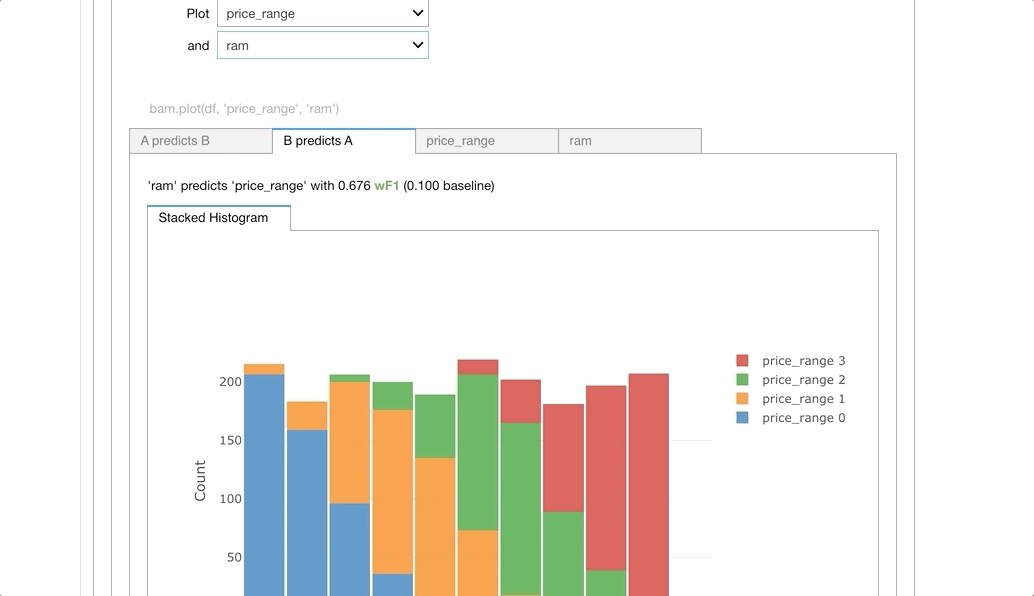 Plot price_range
and ram
bam.plot(df, 'price_range', 'ram')
A predicts B B predicts A price_range ram
'ram' predicts 'price_range' with 0.676 wF1 (0.100 baseline)
Stacked Histogram
price_range 3
price_range 2
price_range 1
price_range 0
200
150
100
50
Count